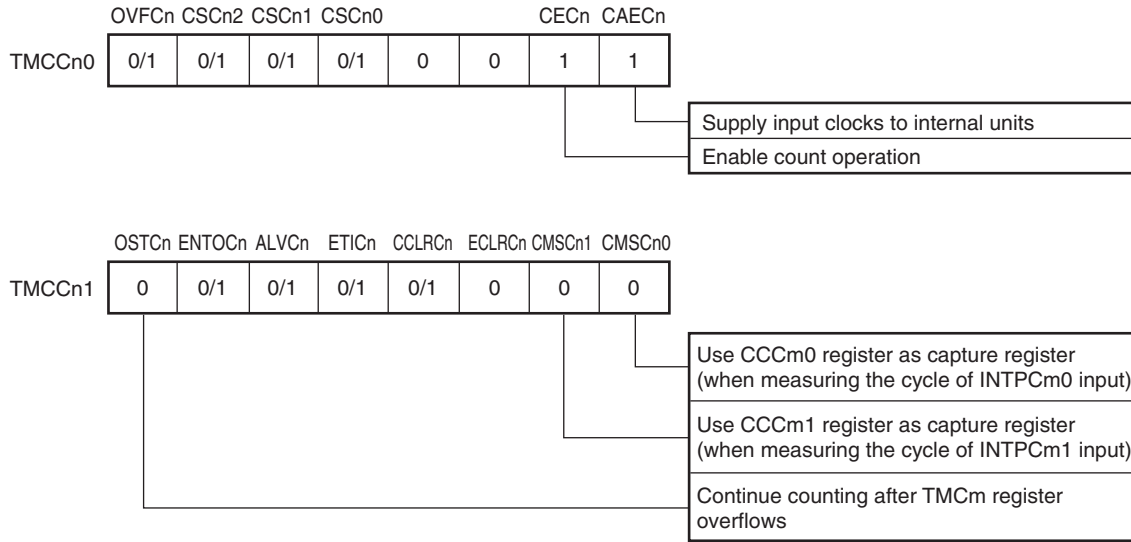 OVFCn CSCn2 CSCn1 CSCn0 CECn CAECn
TMCCn0 0/1 0/1 0/1 0/1 0 0 1 1
Supply input clocks to internal units
Enable count operation
OSTCn ENTOCn ALVCn ETICn CCLRCn ECLRCn CMSCn1 CMSCn0
TMCCn1 0 0/1 0/1 0/1 0/1 0 0 0
Use CCCm0 register as capture register
(when measuring the cycle of INTPCm0 input)
Use CCCm1 register as capture register
(when measuring the cycle of INTPCm1 input)
Continue counting after TMCm register
overflows